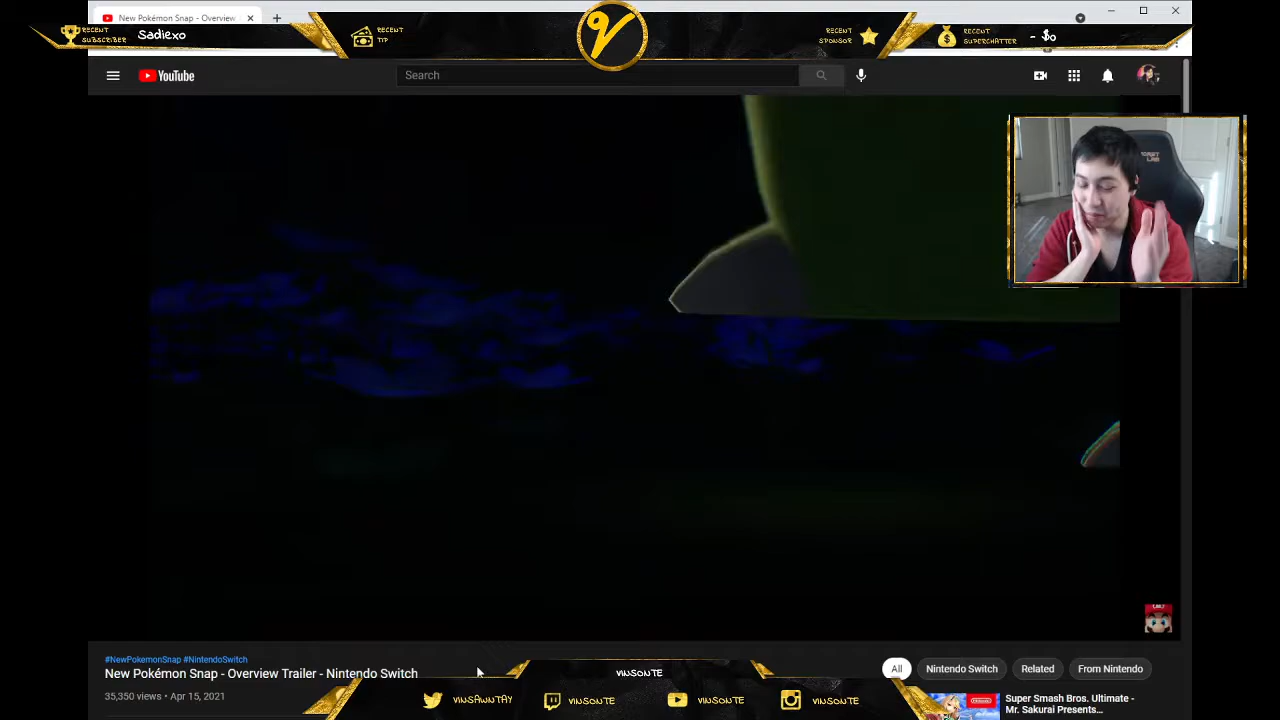 New Pokémon Snap - Overview
RECENT SUBSCRIBER
Sadiexo
RECENT TIP
RECENT SPONSOR
RECENT SUPERCHATTER
- $0
YouTube
Search
#NewPokemonSnap #NintendoSwitch
New Pokémon Snap - Overview Trailer - Nintendo Switch
35,350 views • Apr 15, 2021
All
Nintendo Switch
Related
From Nintendo
Super Smash Bros. Ultimate -
Mr. Sakurai Presents...
VINSONTE
VINSAWNTAY
VINSONTE
VINSONTE
VINSONTE